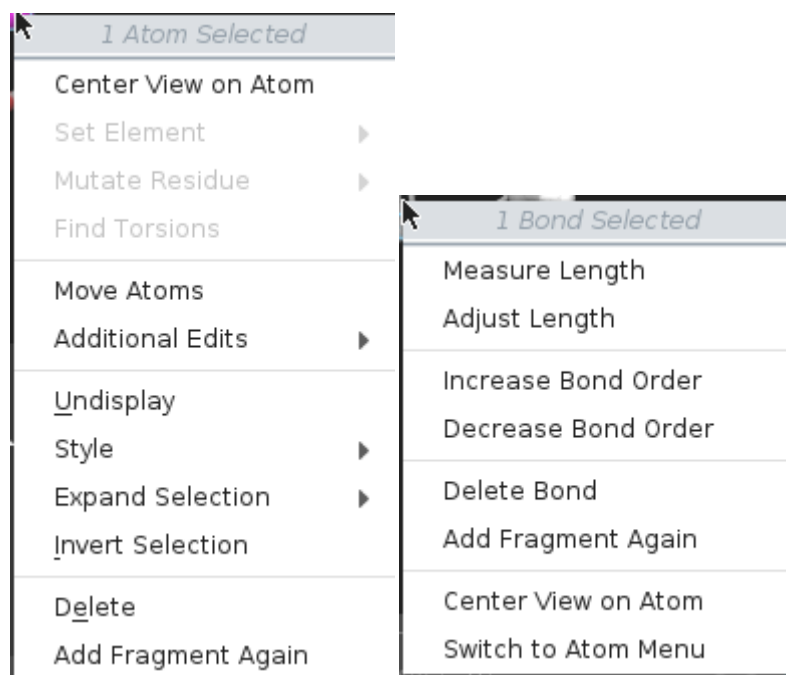 1 Atom Selected
Center View on Atom
Set Element
Mutate Residue
Find Torsions
Move Atoms
Additional Edits
Undisplay
Style
Expand Selection
Invert Selection
Delete
Add Fragment Again
1 Bond Selected
Measure Length
Adjust Length
Increase Bond Order
Decrease Bond Order
Delete Bond
Add Fragment Again
Center View on Atom
Switch to Atom Menu